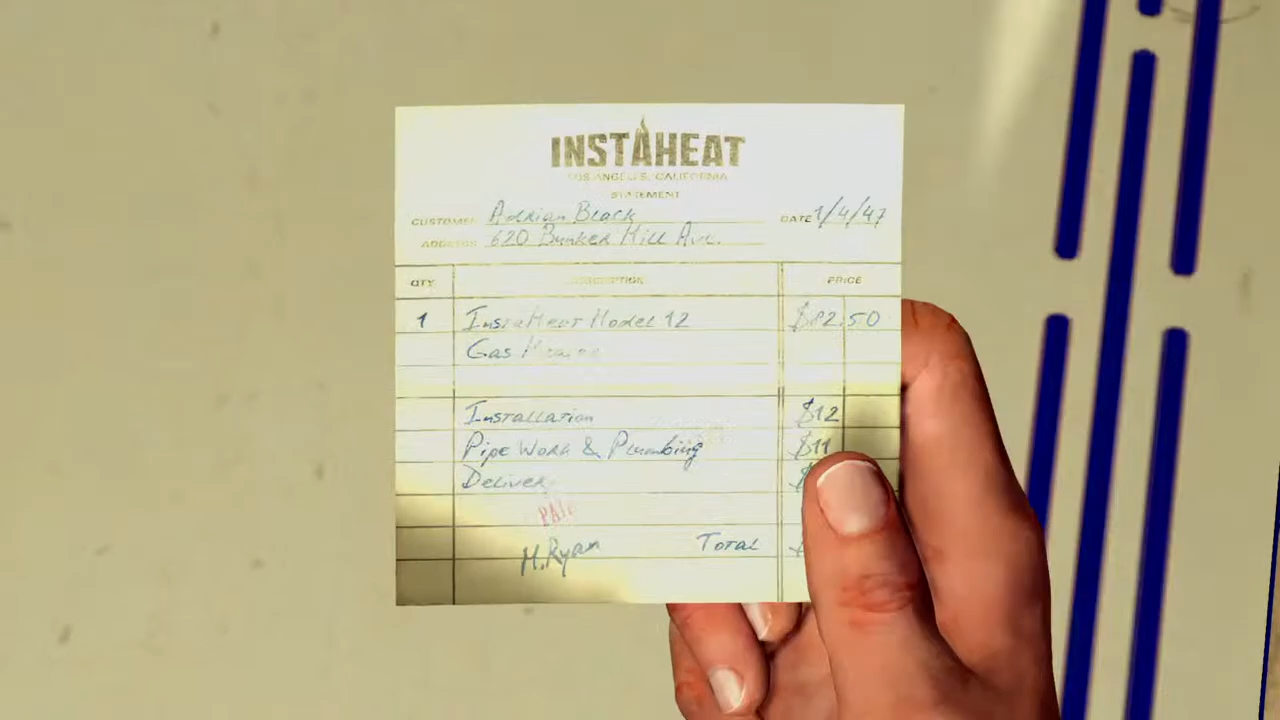 INSTAHEAT
LOS ANGELES, CALIFORNIA
STATEMENT
CUSTOMER Adrian Black DATE 1/4/47
ADDRESS 620 Bunker Hill Ave.
QTY DESCRIPTION PRICE
1 InstaHeat Model 12 $82.50
Gas
Installation $12
Pipe Work & Plumbing $11
Deliver
PAID
H.Ryan Total